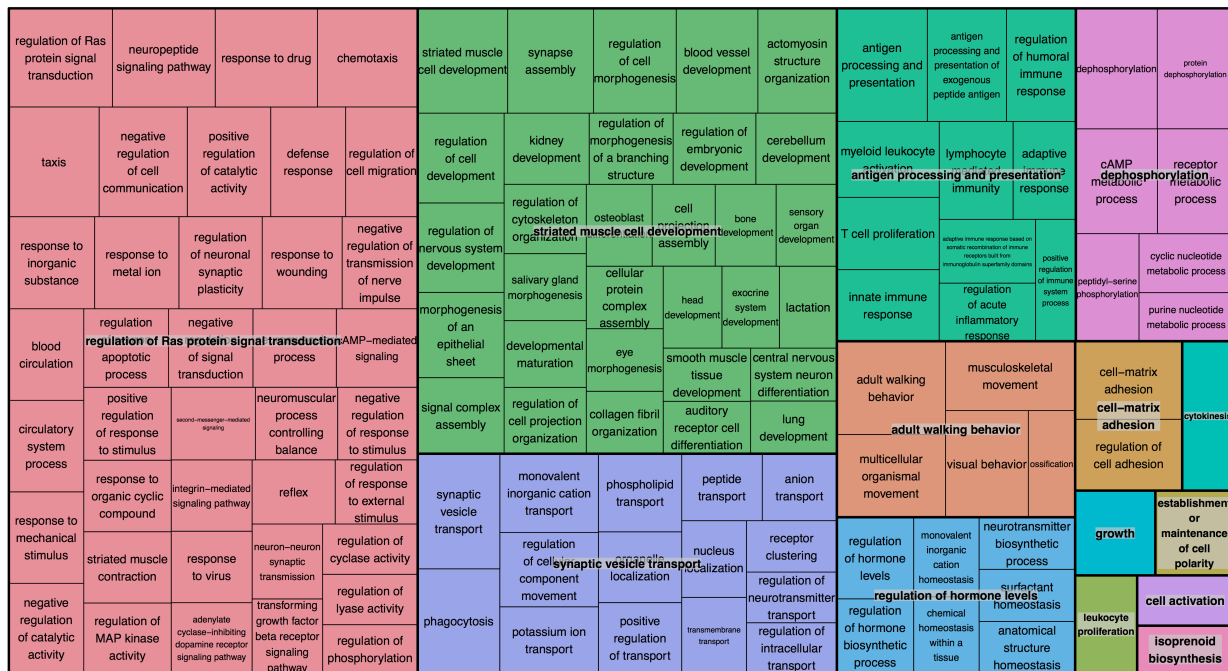 regulation of Ras
protein signal
transduction
neuropeptide
signaling pathway
response to drug
chemotaxis
taxis
negative
regulation
of cell
communication
positive
regulation
of catalytic
activity
defense
response
regulation of
cell migration
response to
inorganic
substance
response to
metal ion
regulation
of neuronal
synaptic
plasticity
response to
wounding
negative
regulation of
transmission
of nerve
impulse
blood
circulation
regulation
apoptotic
process
negative
of signal
transduction
process
cAMP−mediated
signaling
regulation of Ras protein signal transduction
circulatory
system
process
positive
regulation
of response
to stimulus
second−messenger−mediated
signaling
neuromuscular
process
controlling
balance
negative
regulation
of response
to stimulus
response to
mechanical
stimulus
response to
organic cyclic
compound
integrin−mediated
signaling pathway
reflex
regulation
of response
to external
stimulus
striated muscle
contraction
response
to virus
neuron−neuron
synaptic
transmission
regulation of
cyclase activity
negative
regulation
of catalytic
activity
regulation
of MAP kinase
activity
adenylate
cyclase−inhibiting
dopamine receptor
signaling pathway
transforming
growth factor
beta receptor
signaling
pathway
regulation of
lyase activity
regulation of
phosphorylation
striated muscle
cell development
synapse
assembly
regulation
of cell
morphogenesis
blood vessel
development
actomyosin
structure
organization
regulation
of cell
development
kidney
development
regulation of
morphogenesis
of a branching
structure
regulation of
embryonic
development
cerebellum
development
regulation of
nervous system
development
regulation of
cytoskeleton
organization
osteoblast
cell
projection
assembly
bone
development
sensory
organ
development
striated muscle cell development
salivary gland
morphogenesis
cellular
protein
complex
assembly
head
development
exocrine
system
development
lactation
morphogenesis
of an
epithelial
sheet
developmental
maturation
eye
morphogenesis
smooth muscle
tissue
development
central nervous
system neuron
differentiation
signal complex
assembly
regulation of
cell projection
organization
collagen fibril
organization
auditory
receptor cell
differentiation
lung
development
synaptic
vesicle
transport
monovalent
inorganic cation
transport
phospholipid
transport
peptide
transport
anion
transport
regulation
of cellular
component
movement
organelle
localization
nucleus
localization
receptor
clustering
synaptic vesicle transport
regulation of
neurotransmitter
transport
phagocytosis
potassium ion
transport
positive
regulation
of transport
transmembrane
transport
regulation of
intracellular
transport
antigen
processing and
presentation
antigen
processing and
presentation of
exogenous
peptide antigen
regulation
of humoral
immune
response
myeloid leukocyte
activation
lymphocyte
mediated
immunity
adaptive
immune
response
antigen processing and presentation
T cell proliferation
adaptive immune response based on
somatic recombination of immune
receptors built from
immunoglobulin superfamily domains
positive
regulation
of immune
system
process
innate immune
response
regulation
of acute
inflammatory
response
dephosphorylation
protein
dephosphorylation
cAMP
metabolic
process
receptor
metabolic
process
dephosphorylation
peptidyl−serine
phosphorylation
cyclic nucleotide
metabolic process
purine nucleotide
metabolic process
adult walking
behavior
musculoskeletal
movement
adult walking behavior
multicellular
organismal
movement
visual behavior
ossification
cell−matrix
adhesion
cell−matrix
adhesion
regulation of
cell adhesion
cytokinesis
regulation
of hormone
levels
monovalent
inorganic
cation
homeostasis
neurotransmitter
biosynthetic
process
surfactant
homeostasis
regulation of hormone levels
regulation
of hormone
biosynthetic
process
chemical
homeostasis
within a
tissue
anatomical
structure
homeostasis
growth
establishment
or
maintenance
of cell
polarity
leukocyte
proliferation
cell activation
isoprenoid
biosynthesis